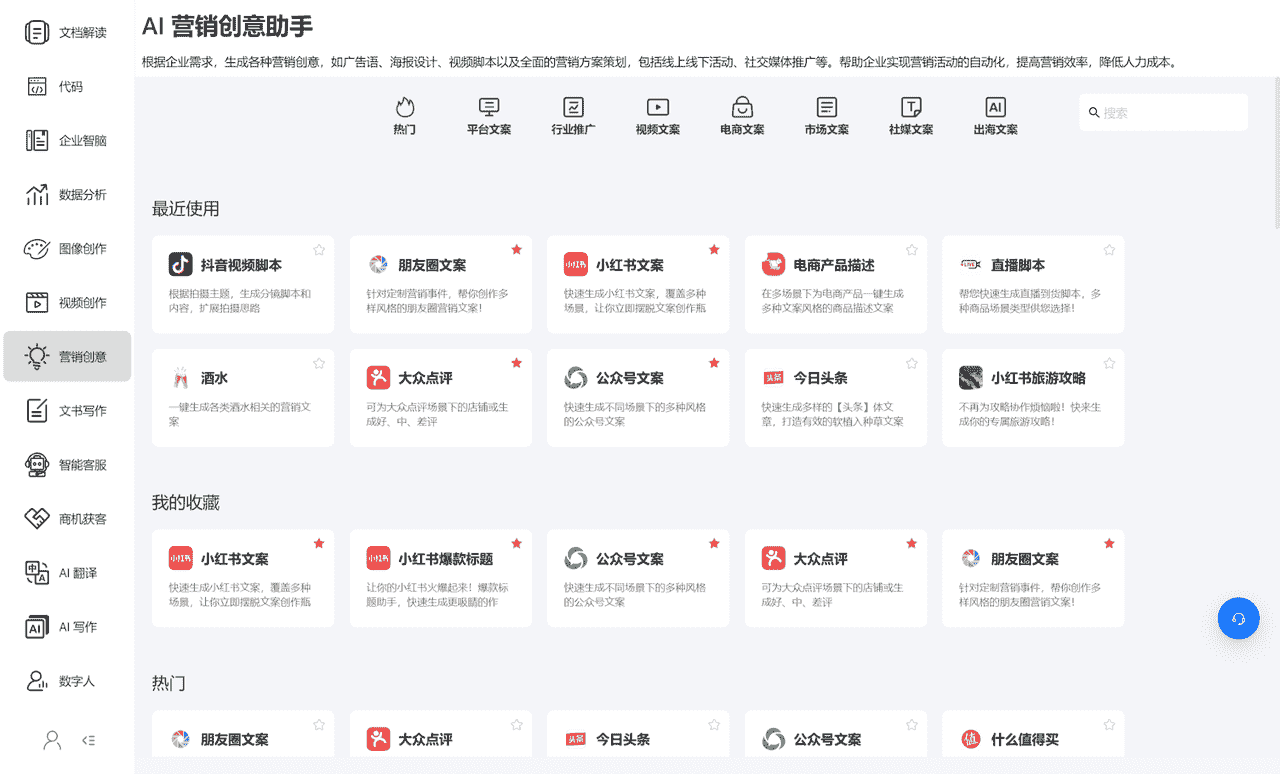 文档解读
代码
企业智脑
数据分析
图像创作
视频创作
营销创意
文书写作
智能客服
商机获客
AI 翻译
AI 写作
数字人
AI 营销创意助手
根据企业需求，生成各种营销创意，如广告语、海报设计、视频脚本以及全面的营销方案策划，包括线上线下活动、社交媒体推广等。帮助企业实现营销活动的自动化，提高营销效率，降低人力成本。
热门
平台文案
行业推广
视频文案
电商文案
市场文案
社媒文案
AI
出海文案
搜索
最近使用
抖音视频脚本
根据拍摄主题，生成分镜脚本和
内容，扩展拍摄思路
朋友圈文案
针对定制营销事件，帮你创作多
样风格的朋友圈营销文案！
小红书
小红书文案
快速生成小红书文案，覆盖多种
场景，让你立即摆脱文案创作瓶
电商产品描述
在多场景下为电商产品一键生成
多种文案风格的商品描述文案
LIVE
直播脚本
帮您快速生成直播到货脚本，多
种商品场景类型供您选择！
酒水
一键生成各类酒水相关的营销文
案
大众点评
可为大众点评场景下的店铺或生
成好、中、差评
公众号文案
快速生成不同场景下的多种风格
的公众号文案
头条
今日头条
快速生成多样的【头条】体文
章，打造有效的软植入种草文案
小红书旅游攻略
不再为攻略协作烦恼啦！快来生
成你的专属旅游攻略！
我的收藏
小红书
小红书文案
快速生成小红书文案，覆盖多种
场景，让你立即摆脱文案创作瓶
小红书
小红书爆款标题
让你的小红书火爆起来！爆款标
题助手，快速生成更吸睛的作
公众号文案
快速生成不同场景下的多种风格
的公众号文案
大众点评
可为大众点评场景下的店铺或生
成好、中、差评
朋友圈文案
针对定制营销事件，帮你创作多
样风格的朋友圈营销文案！
热门
朋友圈文案
大众点评
头条
今日头条
公众号文案
值
什么值得买